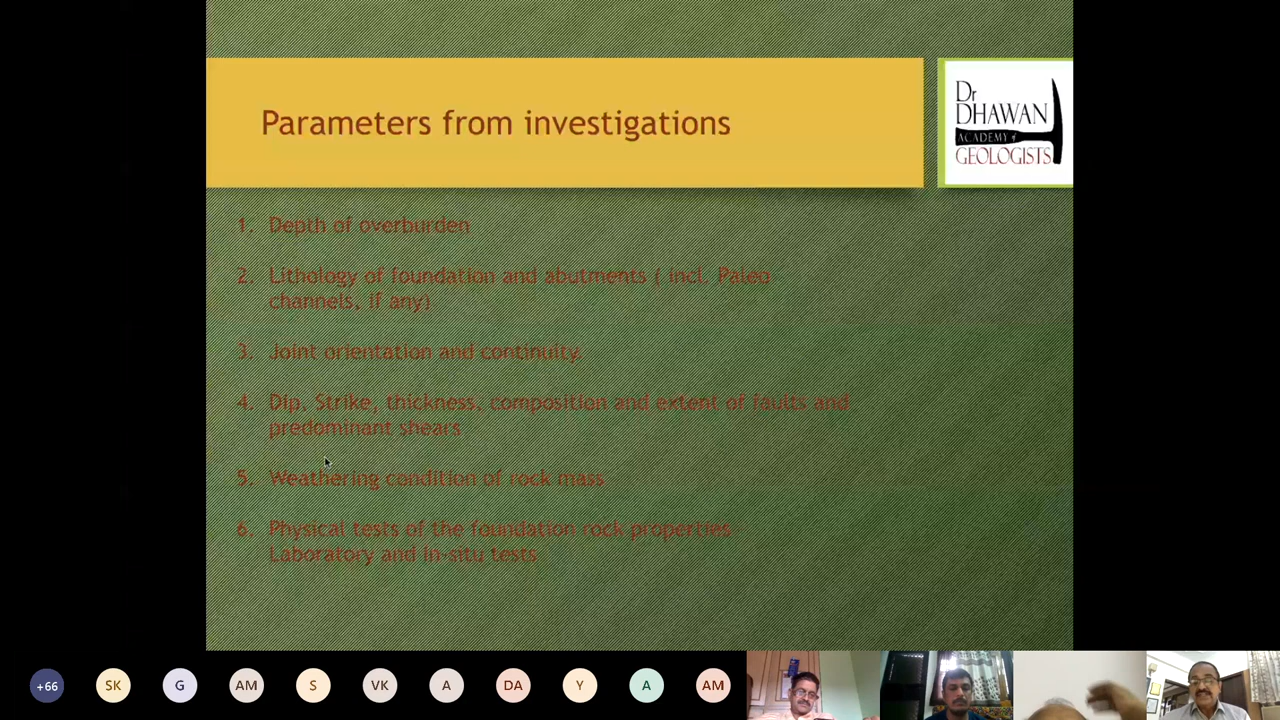 Parameters from investigations
Dr
DHAWAN
ACADEMY of
GEOLOGISTS
1. Depth of overburden
2. Lithology of foundation and abutments ( incl. Paleo
channels, if any)
3. Joint orientation and continuity.
4. Dip, Strike, thickness, composition and extent of faults and
predominant shears
5. Weathering condition of rock mass
6. Physical tests of the foundation rock properties –
Laboratory and in-situ tests
+66 SK G AM S VK A DA Y A AM